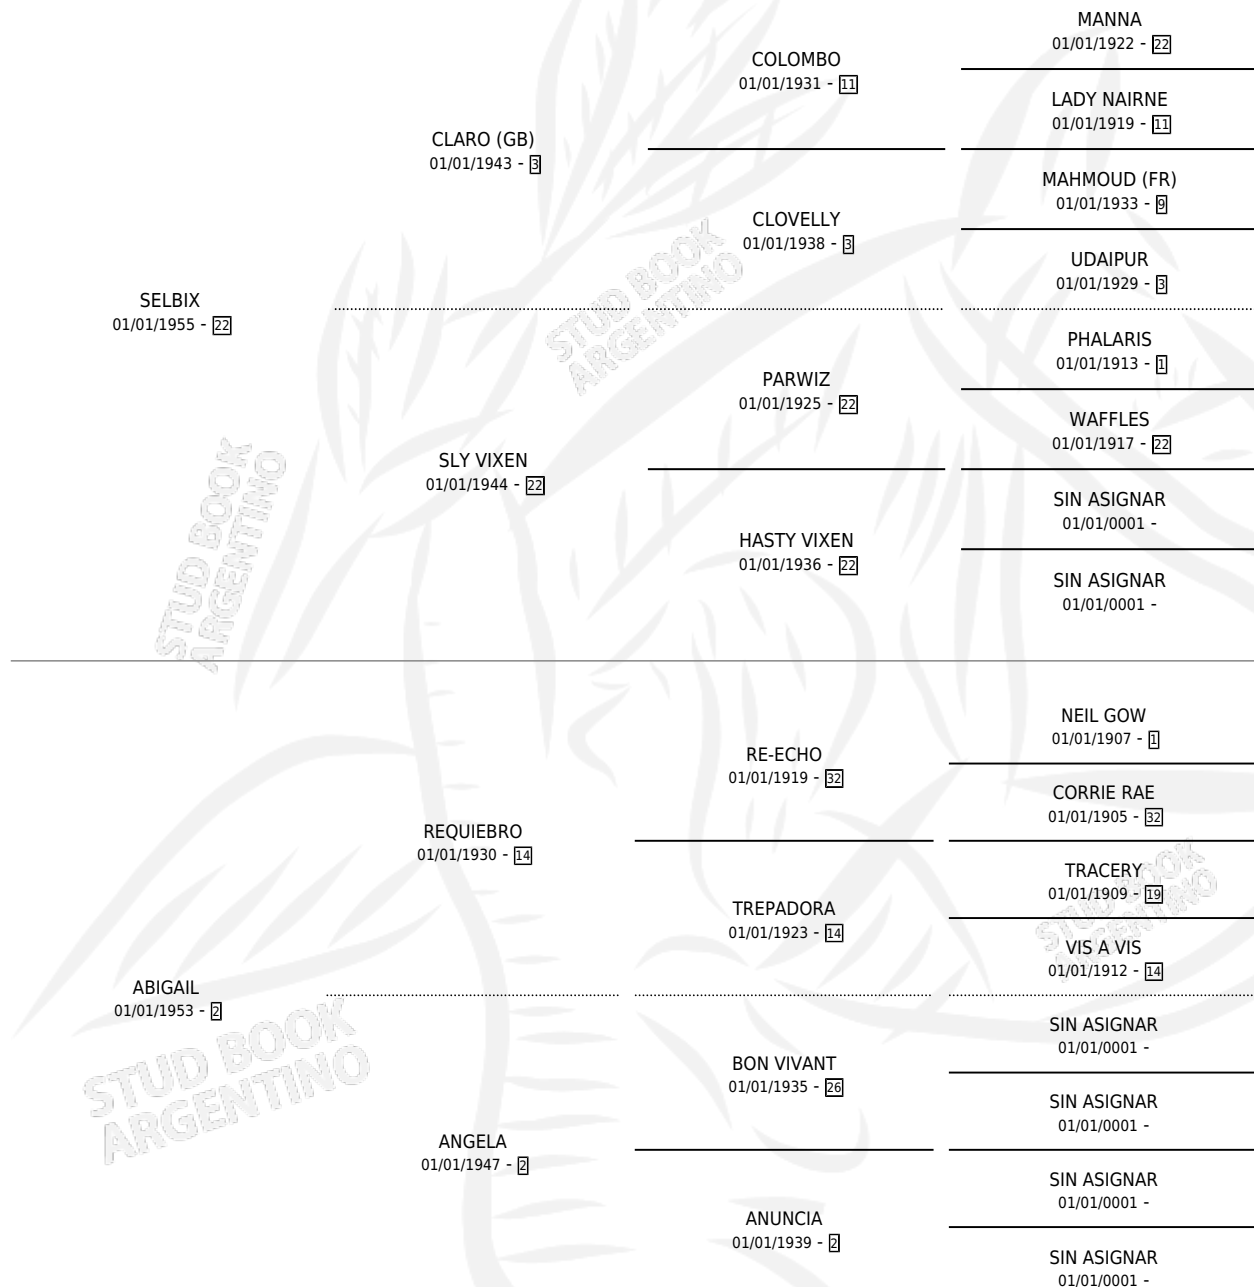 MANNA
01/01/1922 - 22
COLOMBO
01/01/1931 - 11
LADY NAIRNE
01/01/1919 - 11
CLARO (GB)
01/01/1943 - 3
MAHMOUD (FR)
01/01/1933 - 9
CLOVELLY
01/01/1938 - 3
UDAIPUR
01/01/1929 - 3
SELBIX
01/01/1955 - 22
PHALARIS
01/01/1913 - 1
PARWIZ
01/01/1925 - 22
WAFFLES
01/01/1917 - 22
SLY VIXEN
01/01/1944 - 22
SIN ASIGNAR
01/01/0001 -
HASTY VIXEN
01/01/1936 - 22
SIN ASIGNAR
01/01/0001 -
NEIL GOW
01/01/1907 - 1
RE-ECHO
01/01/1919 - 32
CORRIE RAE
01/01/1905 - 32
REQUIEBRO
01/01/1930 - 14
TRACERY
01/01/1909 - 19
TREPADORA
01/01/1923 - 14
VIS A VIS
01/01/1912 - 14
ABIGAIL
01/01/1953 - 2
SIN ASIGNAR
01/01/0001 -
BON VIVANT
01/01/1935 - 26
SIN ASIGNAR
01/01/0001 -
ANGELA
01/01/1947 - 2
SIN ASIGNAR
01/01/0001 -
ANUNCIA
01/01/1939 - 2
SIN ASIGNAR
01/01/0001 -
STUD BOOK
ARGENTINO
STUD BOOK
ARGENTINO
STUD BOOK
ARGENTINO
STUD BOOK
ARGENTINO